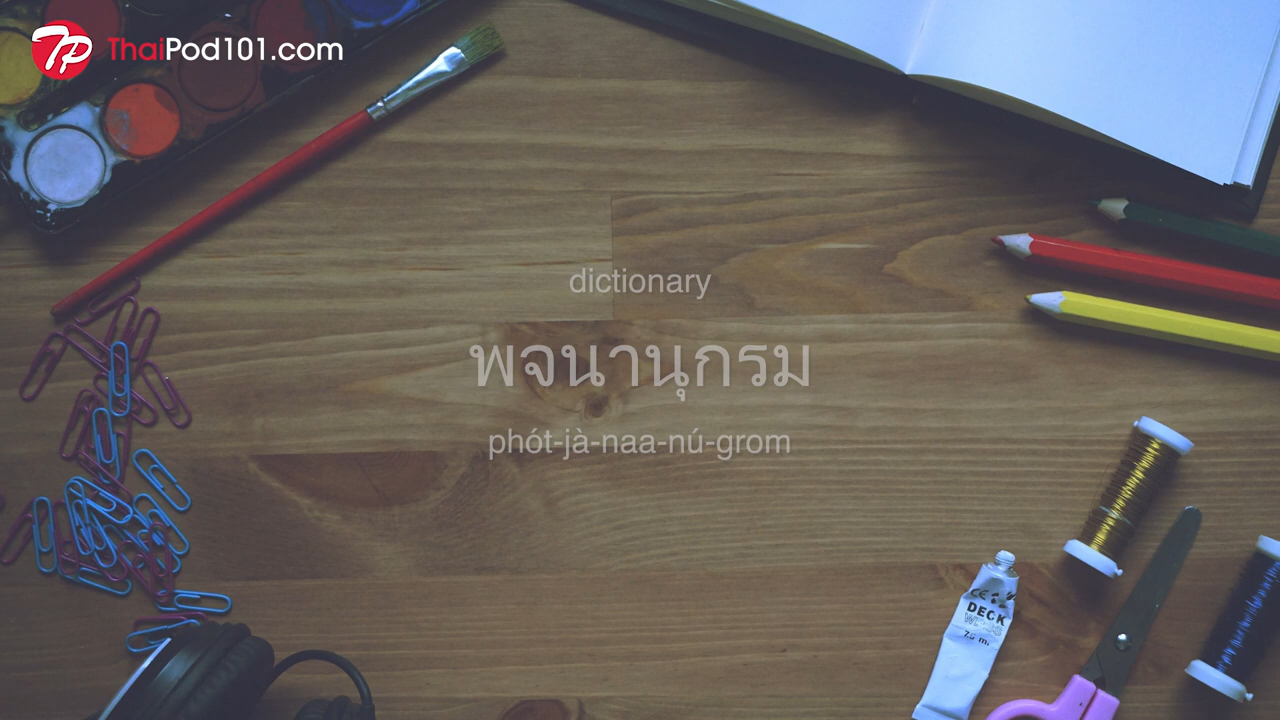 ThaiPod101.com
dictionary
พจนานุกรม
phót-jà-naa-nú-grom
DECK